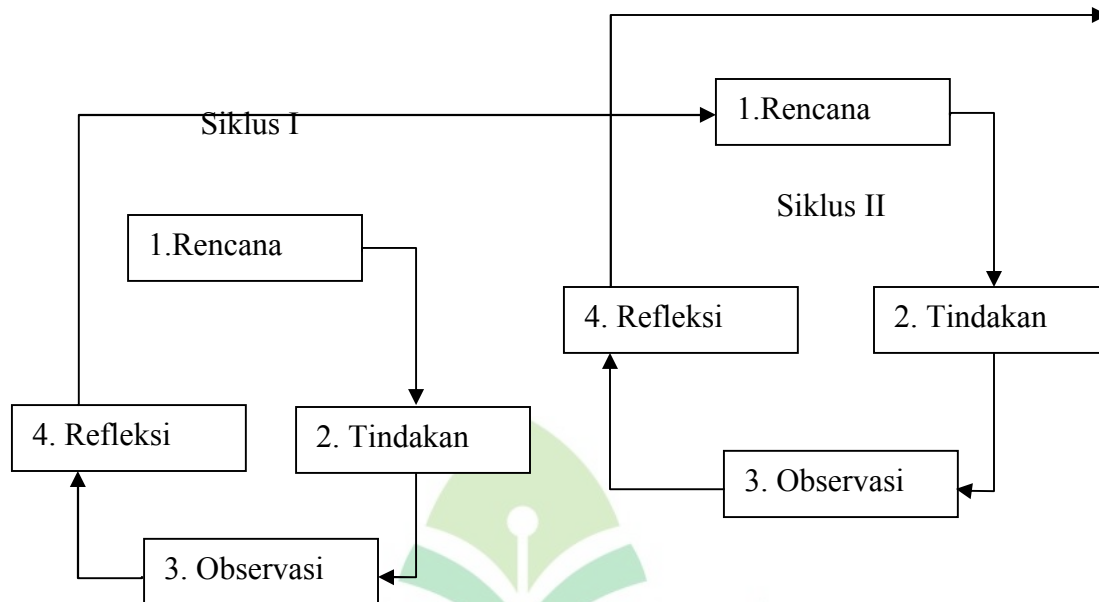 Siklus I
1.Rencana
2. Tindakan
3. Observasi
4. Refleksi
1.Rencana
Siklus II
2. Tindakan
3. Observasi
4. Refleksi